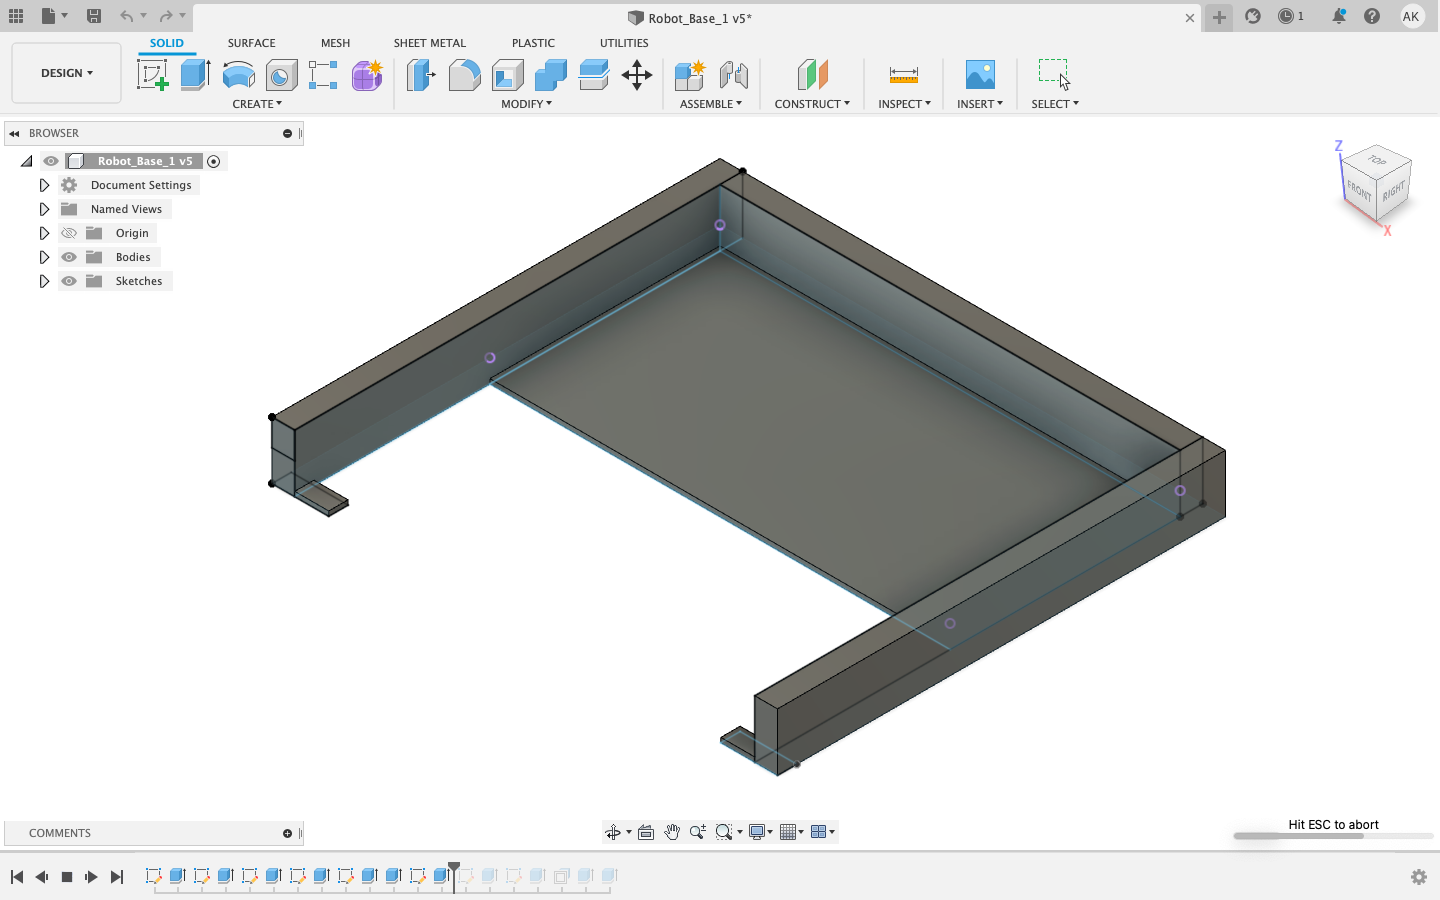 Robot_Base_1 v5*
1
AK
DESIGN
SOLID
SURFACE
MESH
SHEET METAL
PLASTIC
UTILITIES
CREATE
MODIFY
ASSEMBLE
CONSTRUCT
INSPECT
INSERT
SELECT
BROWSER
Robot_Base_1 v5
Document Settings
Named Views
Origin
Bodies
Sketches
Z
TOP
FRONT
RIGHT
X
COMMENTS
Hit ESC to abort